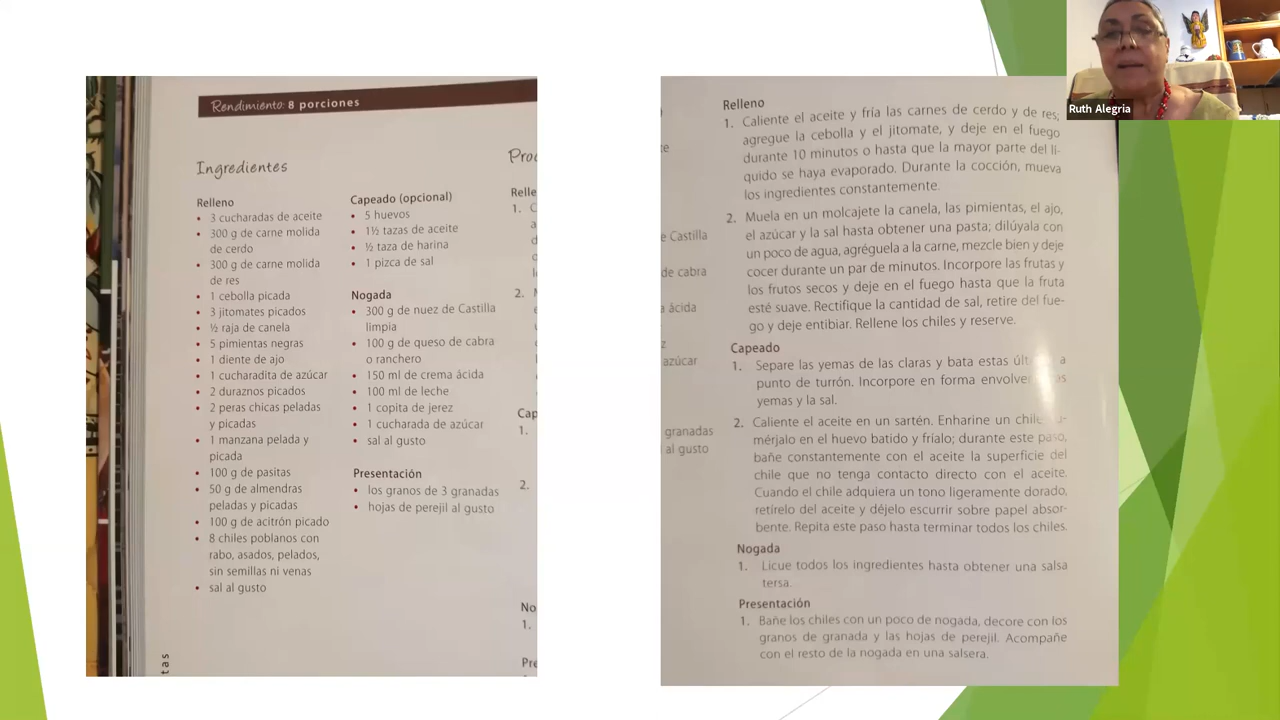 Rendimiento: 8 porciones
Ingredientes
Relleno
• 3 cucharadas de aceite
• 300 g de carne molida
de cerdo
• 300 g de carne molida
de res
• 1 cebolla picada
• 3 jitomates picados
• ½ raja de canela
• 5 pimientas negras
• 1 diente de ajo
• 1 cucharadita de azúcar
• 2 duraznos picados
• 2 peras chicas peladas
y picadas
• 1 manzana pelada y
picada
• 100 g de pasitas
• 50 g de almendras
peladas y picadas
• 100 g de acitrón picado
• 8 chiles poblanos con
rabo, asados, pelados,
sin semillas ni venas
• sal al gusto
Capeado (opcional)
• 5 huevos
• 1½ tazas de aceite
• ½ taza de harina
• 1 pizca de sal
Nogada
• 300 g de nuez de Castilla
limpia
• 100 g de queso de cabra
o ranchero
• 150 ml de crema ácida
• 100 ml de leche
• 1 copita de jerez
• 1 cucharada de azúcar
• sal al gusto
Presentación
• los granos de 3 granadas
• hojas de perejil al gusto
Proc
Relle
1. C
2.
Cap
1.
2.
No
1.
Pre
tas
e Castilla
de cabra
a ácida
z
azúcar
granadas
al gusto
Relleno
1. Caliente el aceite y fría las carnes de cerdo y de res;
agregue la cebolla y el jitomate, y deje en el fuego
durante 10 minutos o hasta que la mayor parte del lí-
quido se haya evaporado. Durante la cocción, mueva
los ingredientes constantemente.
2. Muela en un molcajete la canela, las pimientas, el ajo,
el azúcar y la sal hasta obtener una pasta; dilúyala con
un poco de agua, agréguela a la carne, mezcle bien y deje
cocer durante un par de minutos. Incorpore las frutas y
los frutos secos y deje en el fuego hasta que la fruta
esté suave. Rectifique la cantidad de sal, retire del fue-
go y deje entibiar. Rellene los chiles y reserve.
Capeado
1. Separe las yemas de las claras y bata estas a
punto de turrón. Incorpore en forma
yemas y la sal.
2. Caliente el aceite en un sartén. Enharine un
mérjalo en el huevo batido y fríalo; durante este paso,
bañe constantemente con el aceite la superficie del
chile que no tenga contacto directo con el aceite.
Cuando el chile adquiera un tono ligeramente dorado,
retírelo del aceite y déjelo escurrir sobre papel absor-
bente. Repita este paso hasta terminar todos los chiles.
Nogada
1. Licue todos los ingredientes hasta obtener una salsa
tersa.
Presentación
1. Bañe los chiles con un poco de nogada, decore con los
granos de granada y las hojas de perejil. Acompañe
con el resto de la nogada en una salsera.
Ruth Alegria